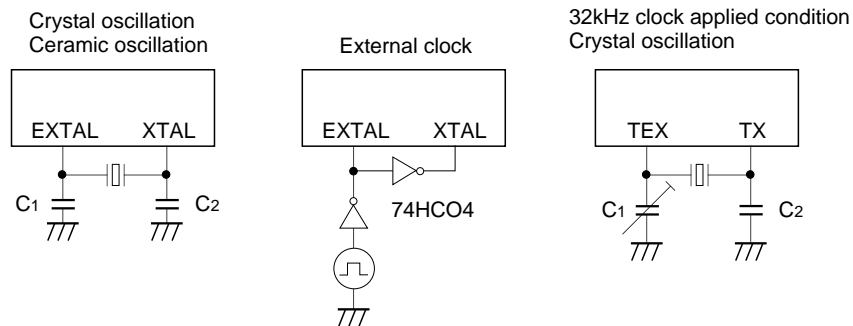 Crystal oscillation
Ceramic oscillation
EXTAL XTAL
C1
C2
External clock
EXTAL XTAL
74HCO4
32kHz clock applied condition
Crystal oscillation
TEX TX
C1
C2